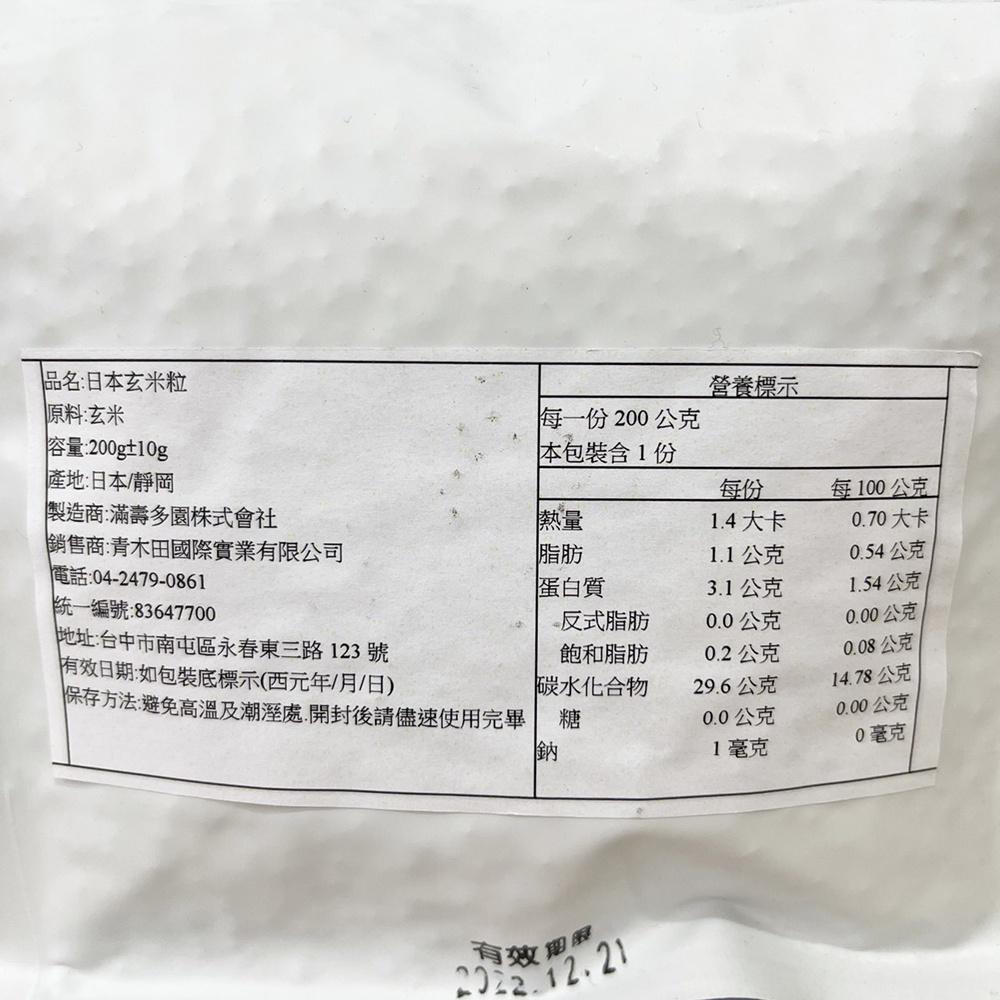 品名:日本玄米粒
原料:玄米
容量:200g±10g
產地:日本/靜岡
製造商:滿壽多園株式會社
銷售商:青木田國際實業有限公司
電話:04-2479-0861
統一編號:83647700
地址:台中市南屯區永春東三路 123 號
有效日期:如包裝底標示(西元年/月/日)
保存方法:避免高溫及潮溼處.開封後請儘速使用完畢
營養標示
每一份 200 公克
本包裝含 1 份
每份 每 100 公克
熱量 1.4 大卡 0.70 大卡
脂肪 1.1 公克 0.54 公克
蛋白質 3.1 公克 1.54 公克
反式脂肪 0.0 公克 0.00 公克
飽和脂肪 0.2 公克 0.08 公克
碳水化合物 29.6 公克 14.78 公克
糖 0.0 公克 0.00 公克
鈉 1 毫克 0 毫克
有效期限
2022.12.21